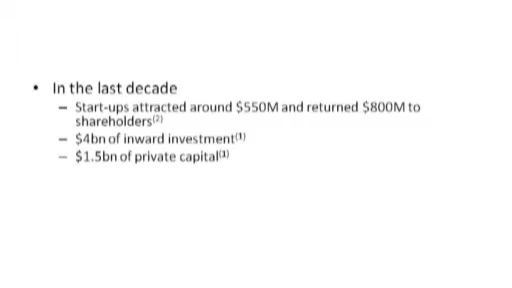 • In the last decade
– Start-ups attracted around $550M and returned $800M to
shareholders(2)
– $4bn of inward investment(1)
– $1.5bn of private capital(1)